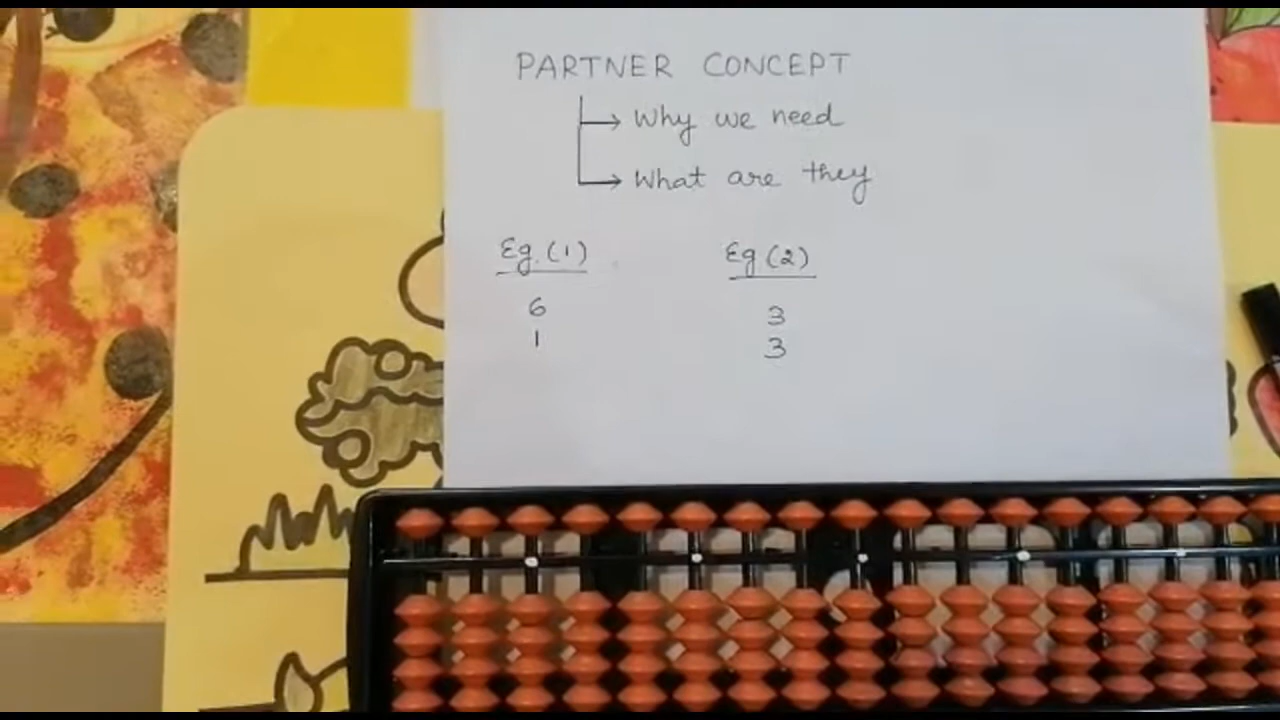 PARTNER CONCEPT
Why we need
What are they
Eg. (1)
6
1
Eg (2)
3
3